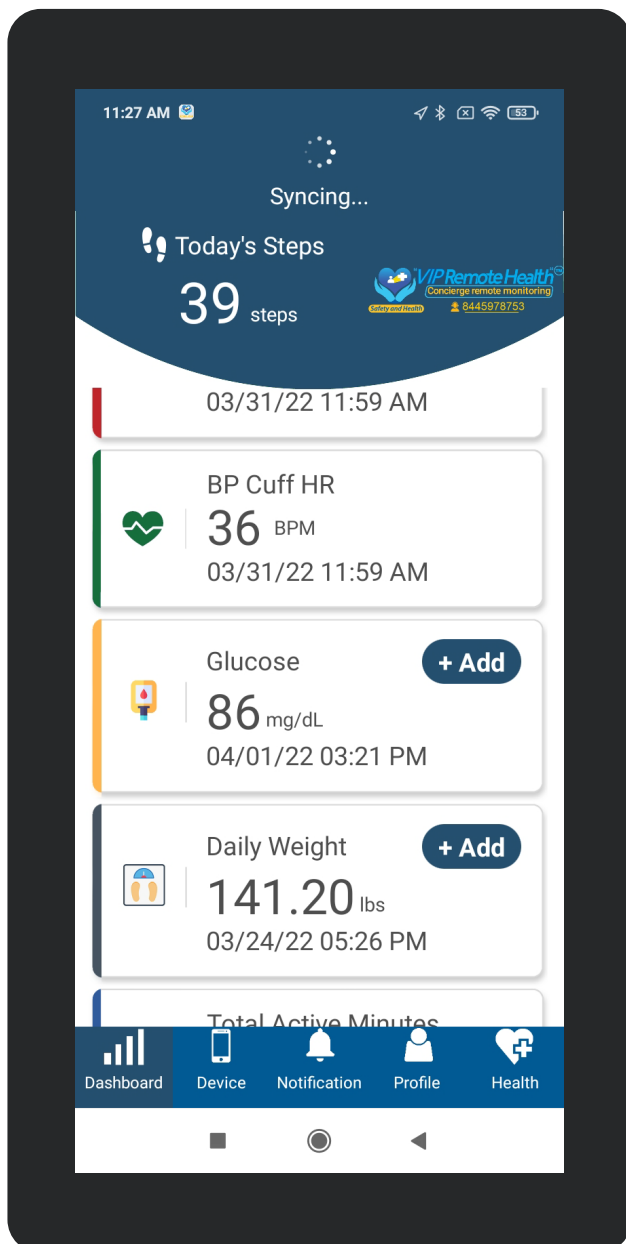 11:27 AM
53
Syncing...
Today's Steps
39 steps
VIP Remote Health
Concierge remote monitoring
Safety and Health
8445978753
03/31/22 11:59 AM
BP Cuff HR
36 BPM
03/31/22 11:59 AM
Glucose
+ Add
86 mg/dL
04/01/22 03:21 PM
Daily Weight
+ Add
141.20 lbs
03/24/22 05:26 PM
Total Active Minutes
Dashboard Device Notification Profile Health